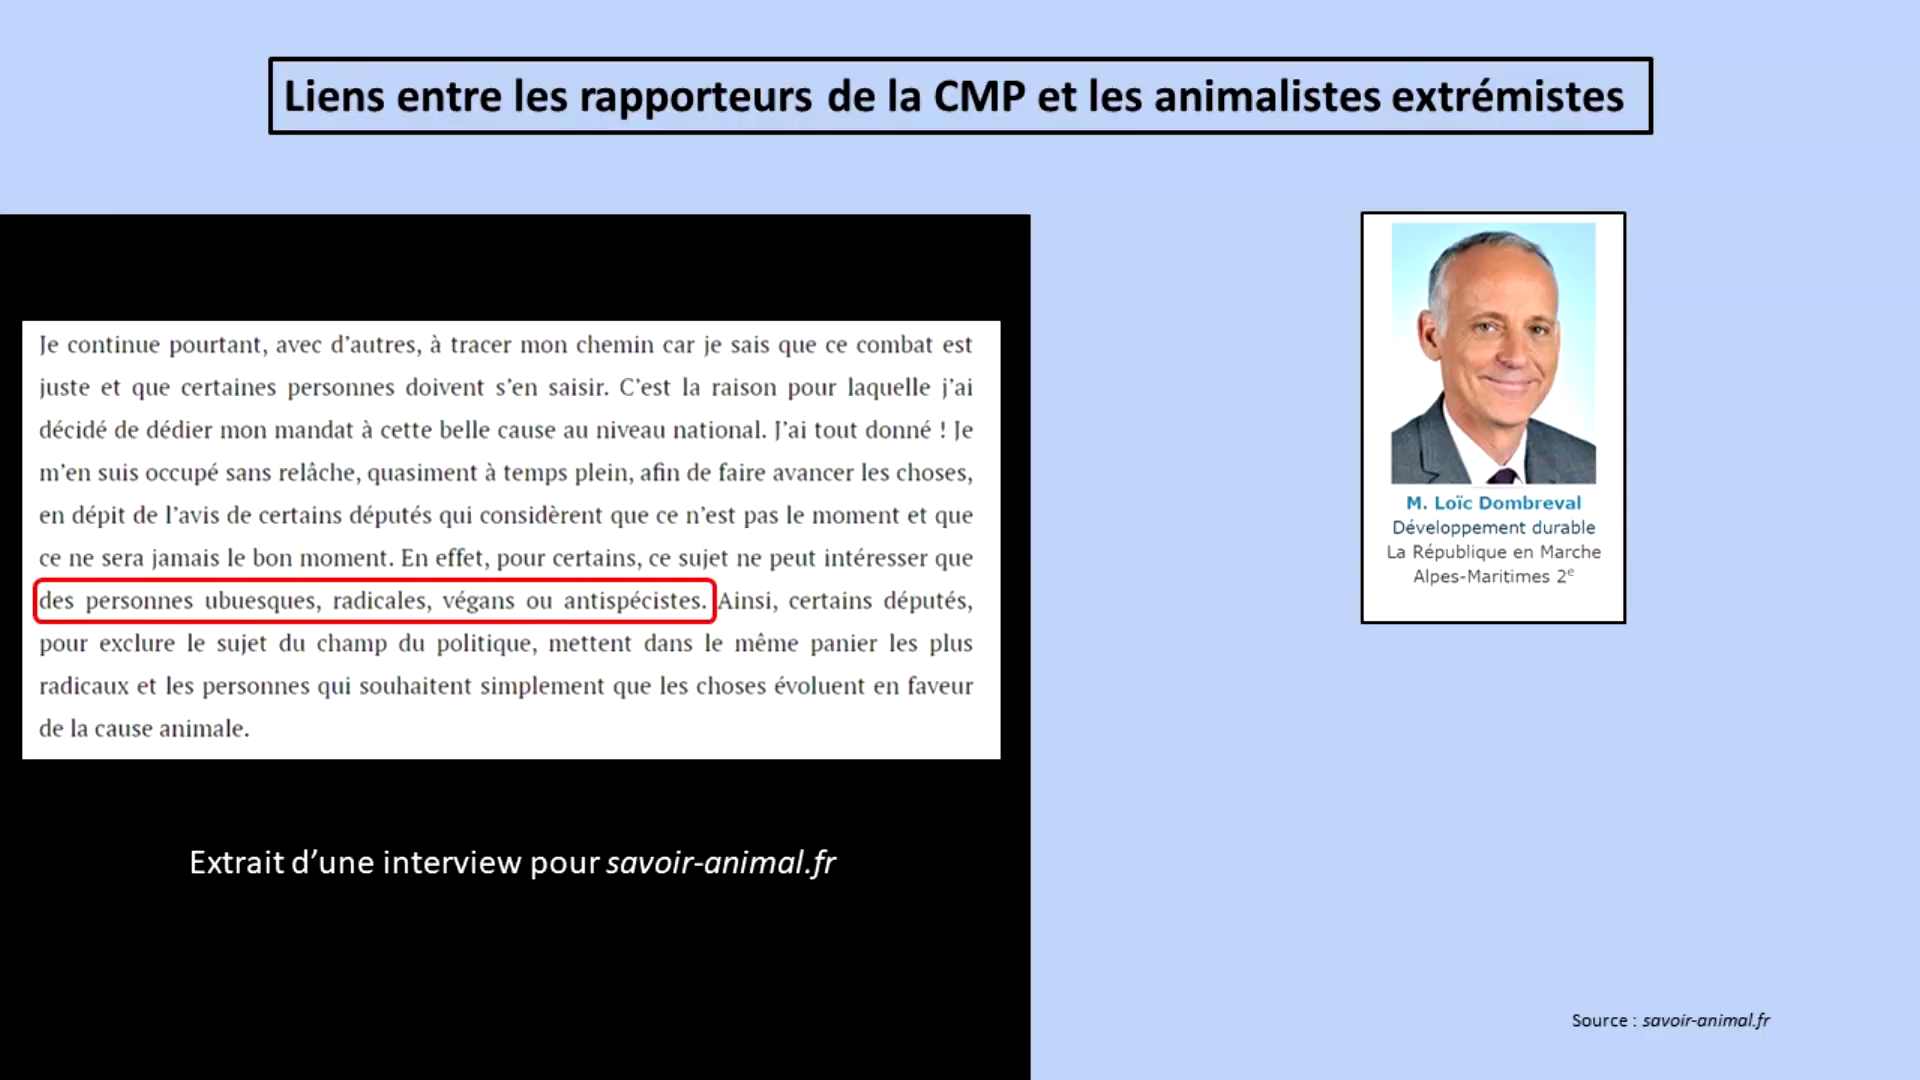 Liens entre les rapporteurs de la CMP et les animalistes extrémistes
Je continue pourtant, avec d'autres, à tracer mon chemin car je sais que ce combat est
juste et que certaines personnes doivent s'en saisir. C'est la raison pour laquelle j'ai
décidé de dédier mon mandat à cette belle cause au niveau national. J'ai tout donné ! Je
m'en suis occupé sans relâche, quasiment à temps plein, afin de faire avancer les choses,
en dépit de l'avis de certains députés qui considèrent que ce n'est pas le moment et que
ce ne sera jamais le bon moment. En effet, pour certains, ce sujet ne peut intéresser que
des personnes ubuesques, radicales, végans ou antispécistes. Ainsi, certains députés,
pour exclure le sujet du champ du politique, mettent dans le même panier les plus
radicaux et les personnes qui souhaitent simplement que les choses évoluent en faveur
de la cause animale.
Extrait d'une interview pour savoir-animal.fr
M. Loïc Dombreval
Développement durable
La République en Marche
Alpes-Maritimes 2e
Source : savoir-animal.fr